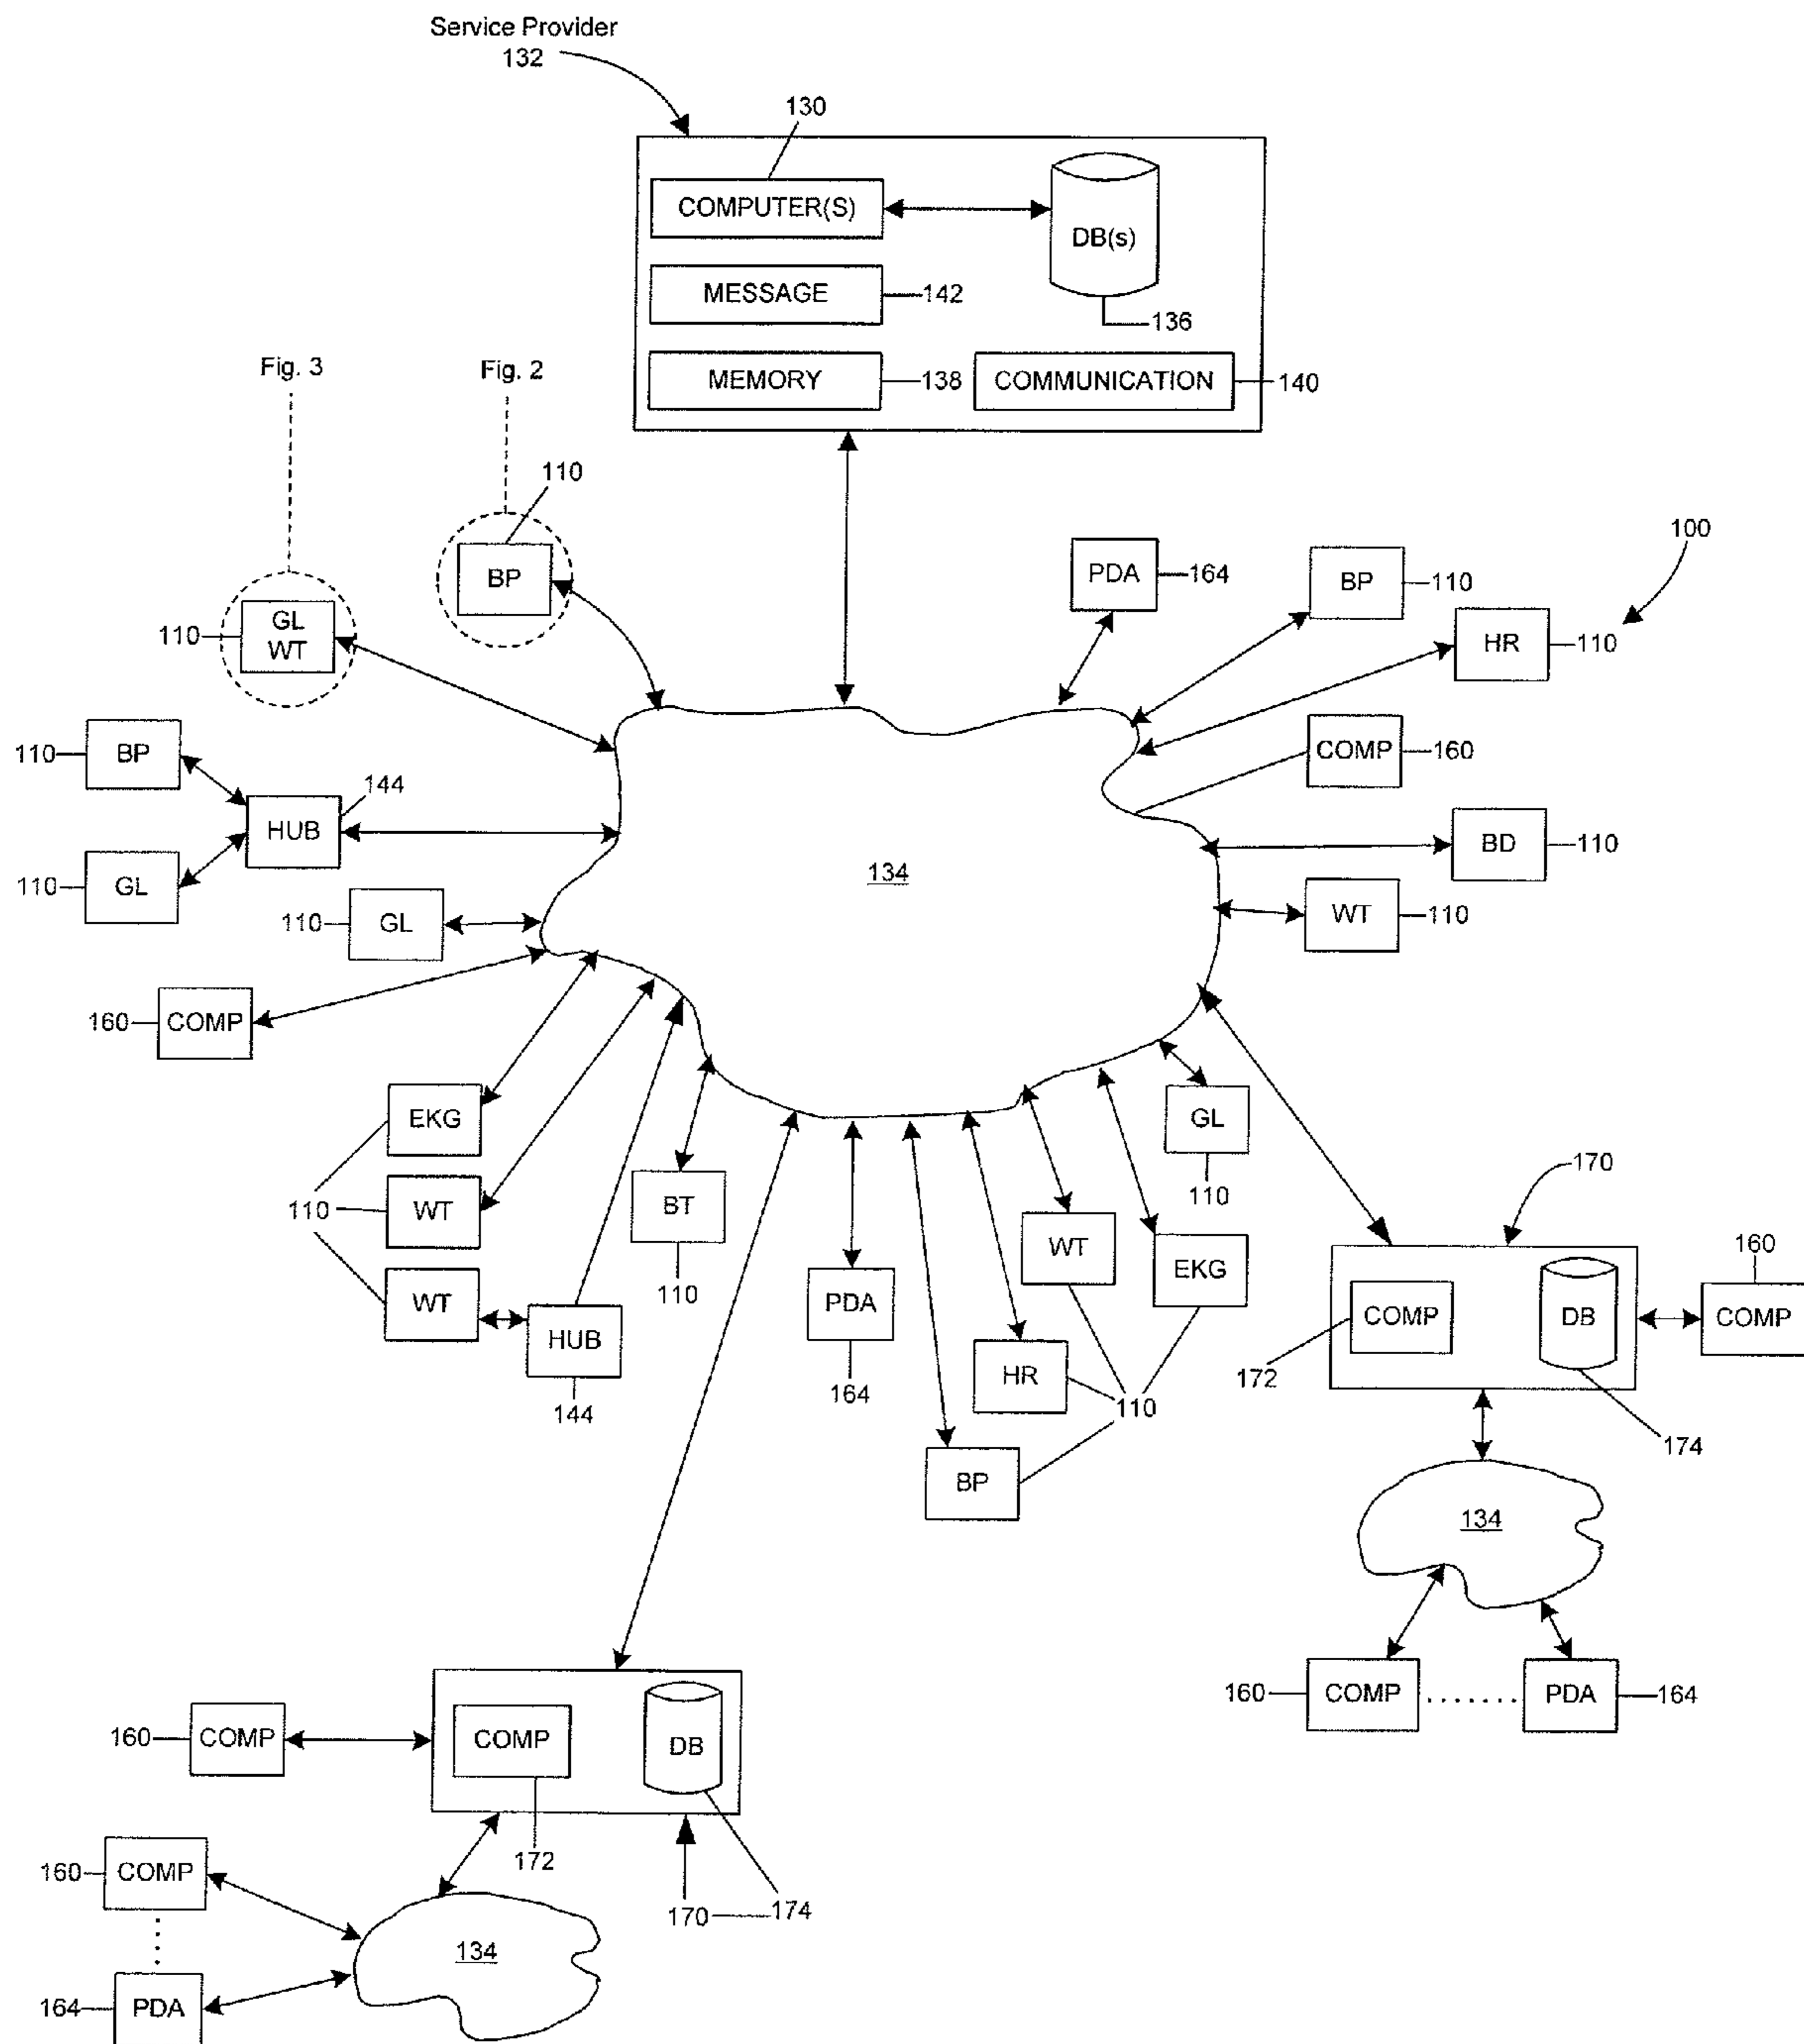 Service Provider
132
130
COMPUTER(S)
DB(s)
MESSAGE
142
136
MEMORY
138
COMMUNICATION
140
Fig. 3
Fig. 2
110
BP
110
GL
WT
PDA
164
BP
110
100
HR
110
COMP
160
110
BP
144
HUB
110
GL
134
BD
110
WT
110
110
GL
160
COMP
EKG
110
WT
WT
HUB
144
BT
110
PDA
164
GL
110
WT
EKG
HR
110
BP
170
160
COMP
DB
COMP
172
174
134
160
COMP
......
PDA
164
160
COMP
COMP
DB
172
170
174
160
COMP
134
164
PDA